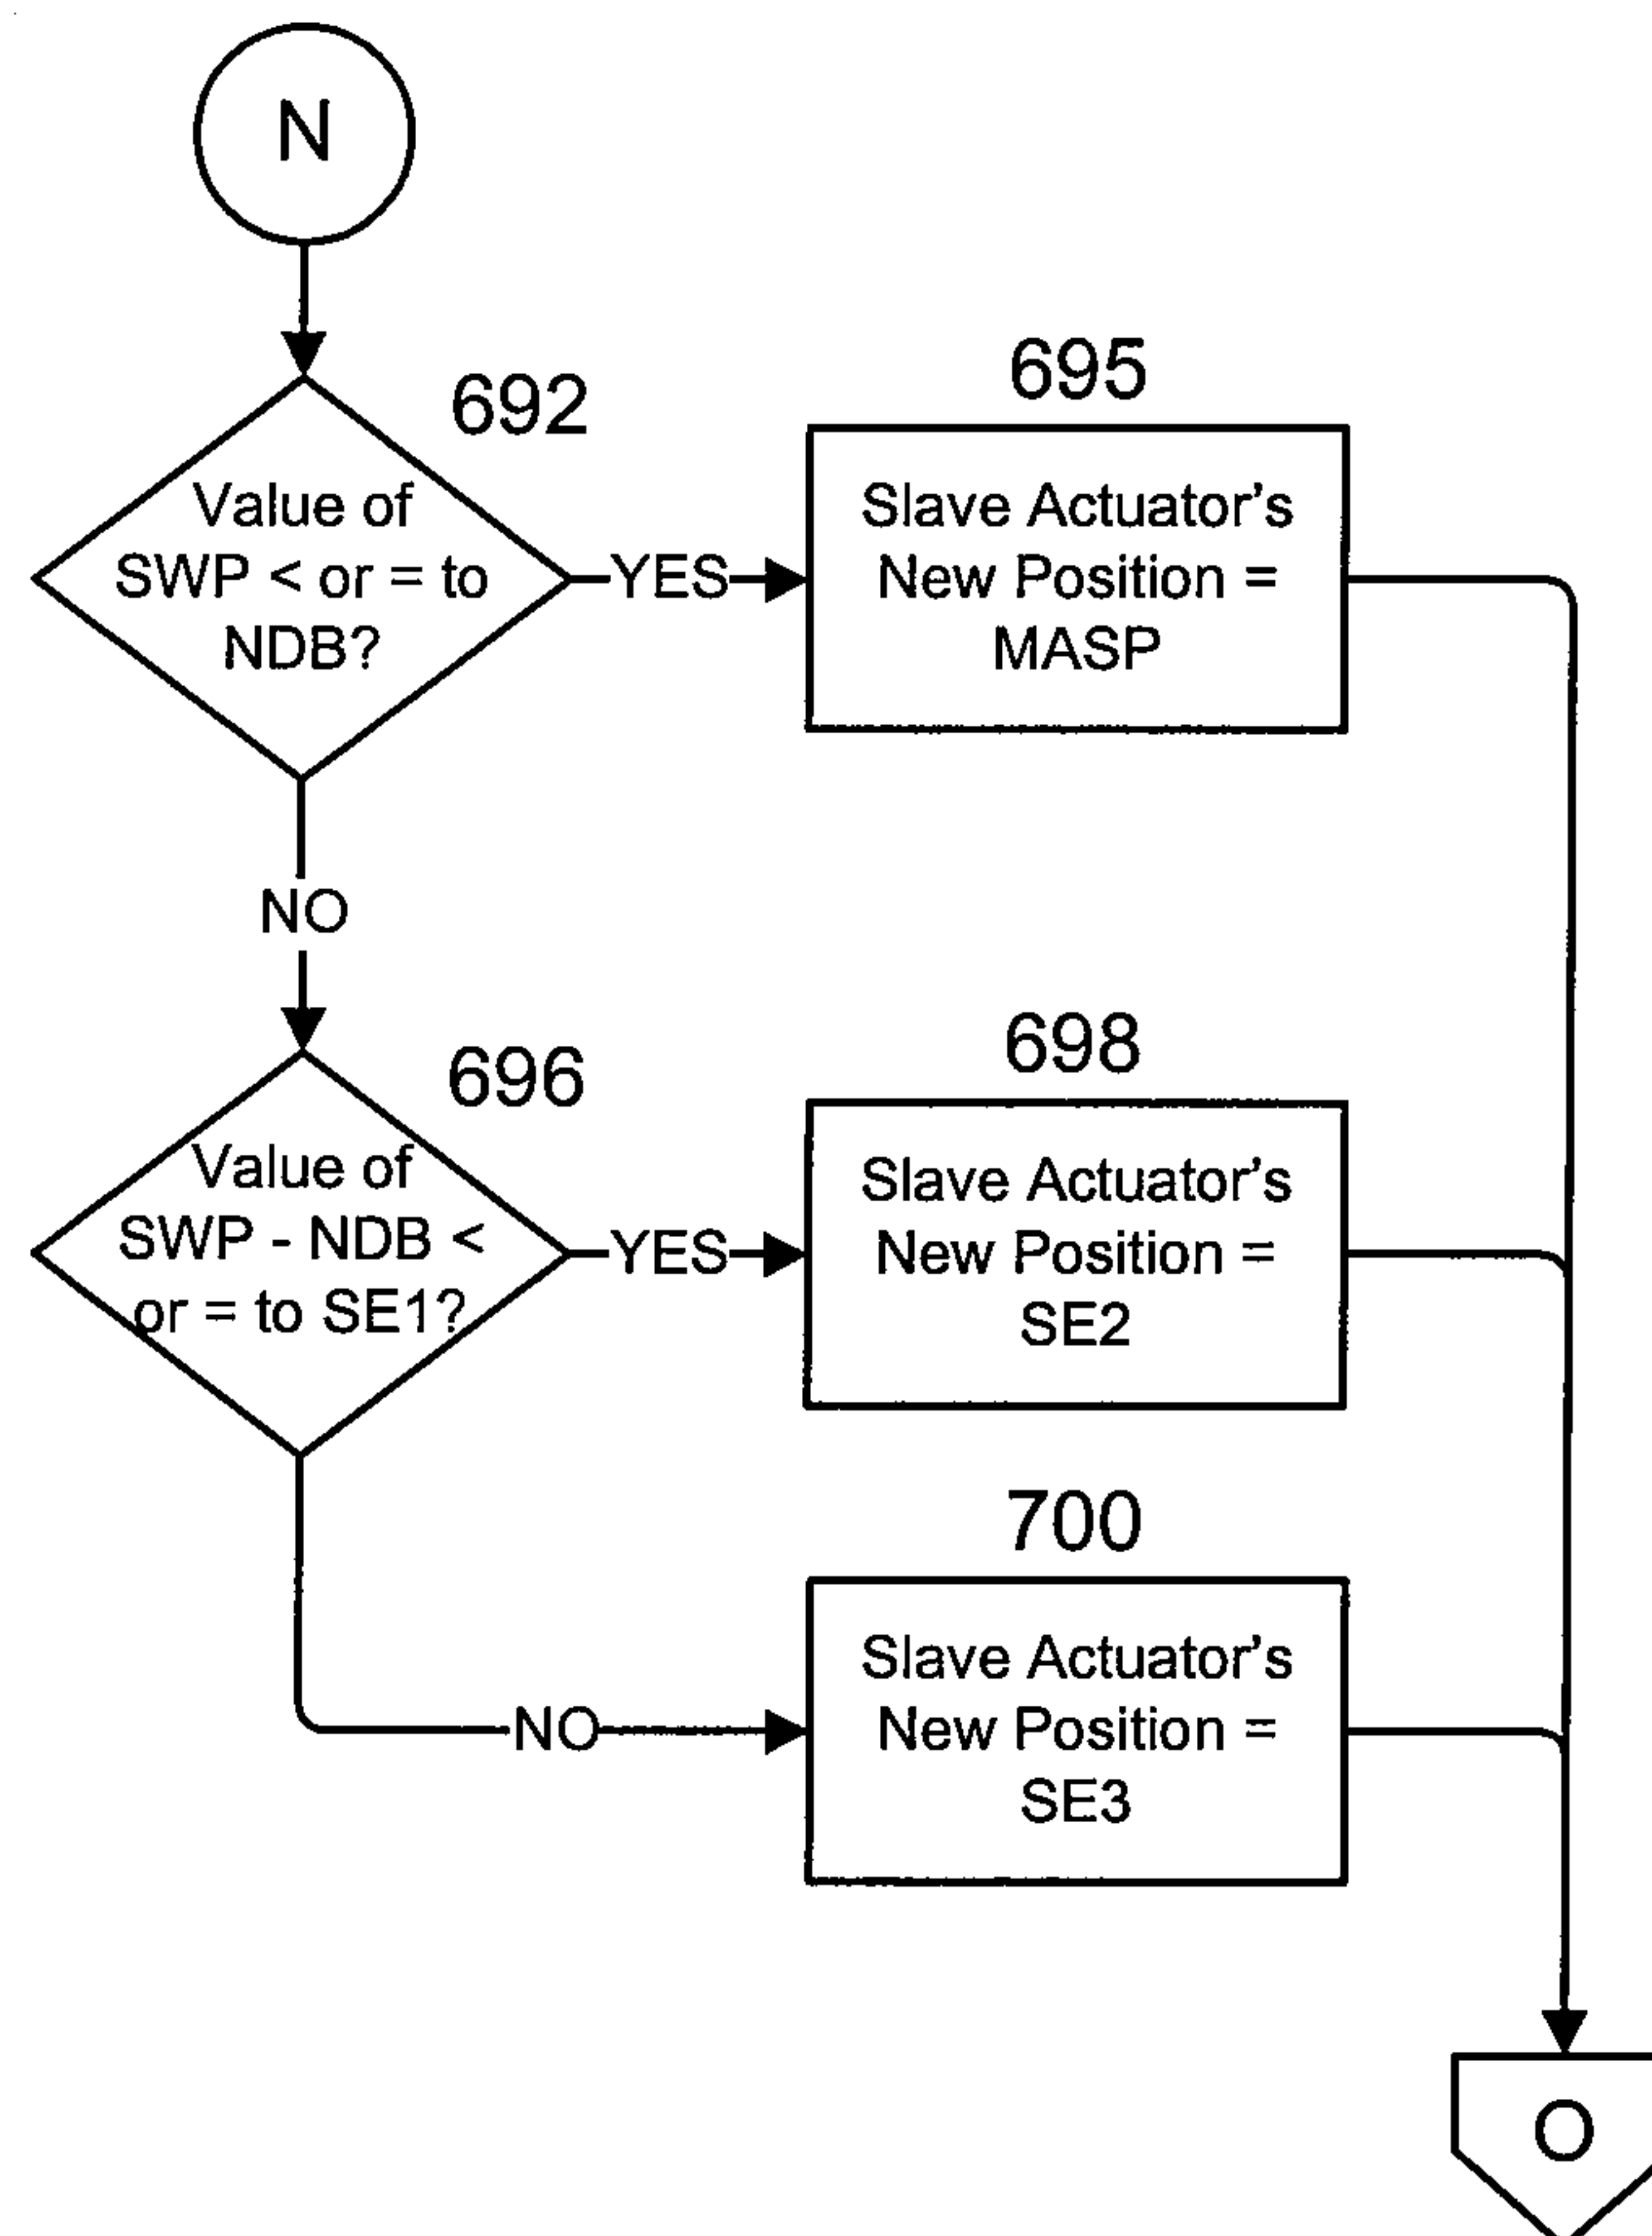 N
692
Value of
SWP < or = to
NDB?
YES
695
Slave Actuator's
New Position =
MASP
NO
696
Value of
SWP - NDB <
or = to SE1?
YES
698
Slave Actuator's
New Position =
SE2
NO
700
Slave Actuator's
New Position =
SE3
O